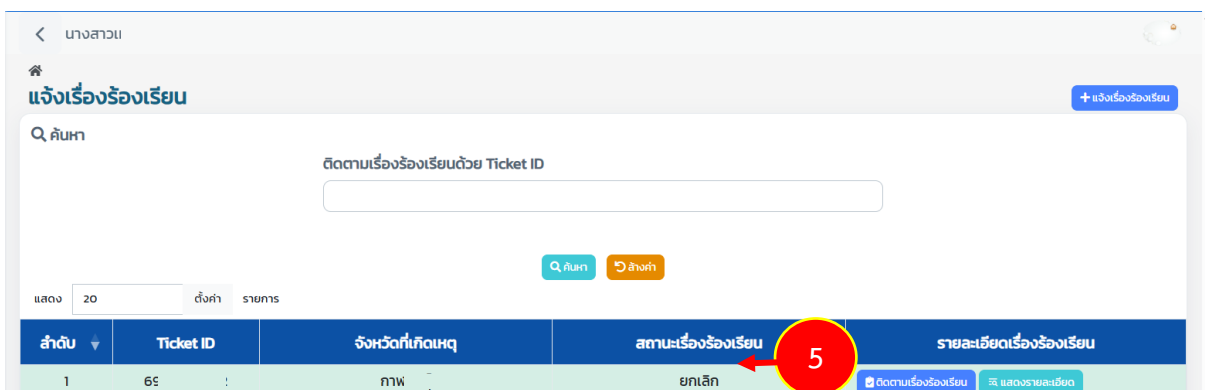 แจ้งเรื่องร้องเรียน
+ แจ้งเรื่องร้องเรียน
ค้นหา
ติดตามเรื่องร้องเรียนด้วย Ticket ID
ค้นหา ล้างค่า
แสดง 20 ตั้งค่า รายการ
ลำดับ Ticket ID จังหวัดที่เกิดเหตุ สถานะเรื่องร้องเรียน รายละเอียดเรื่องร้องเรียน
5
1 ยกเลิก ติดตามเรื่องร้องเรียน แสดงรายละเอียด